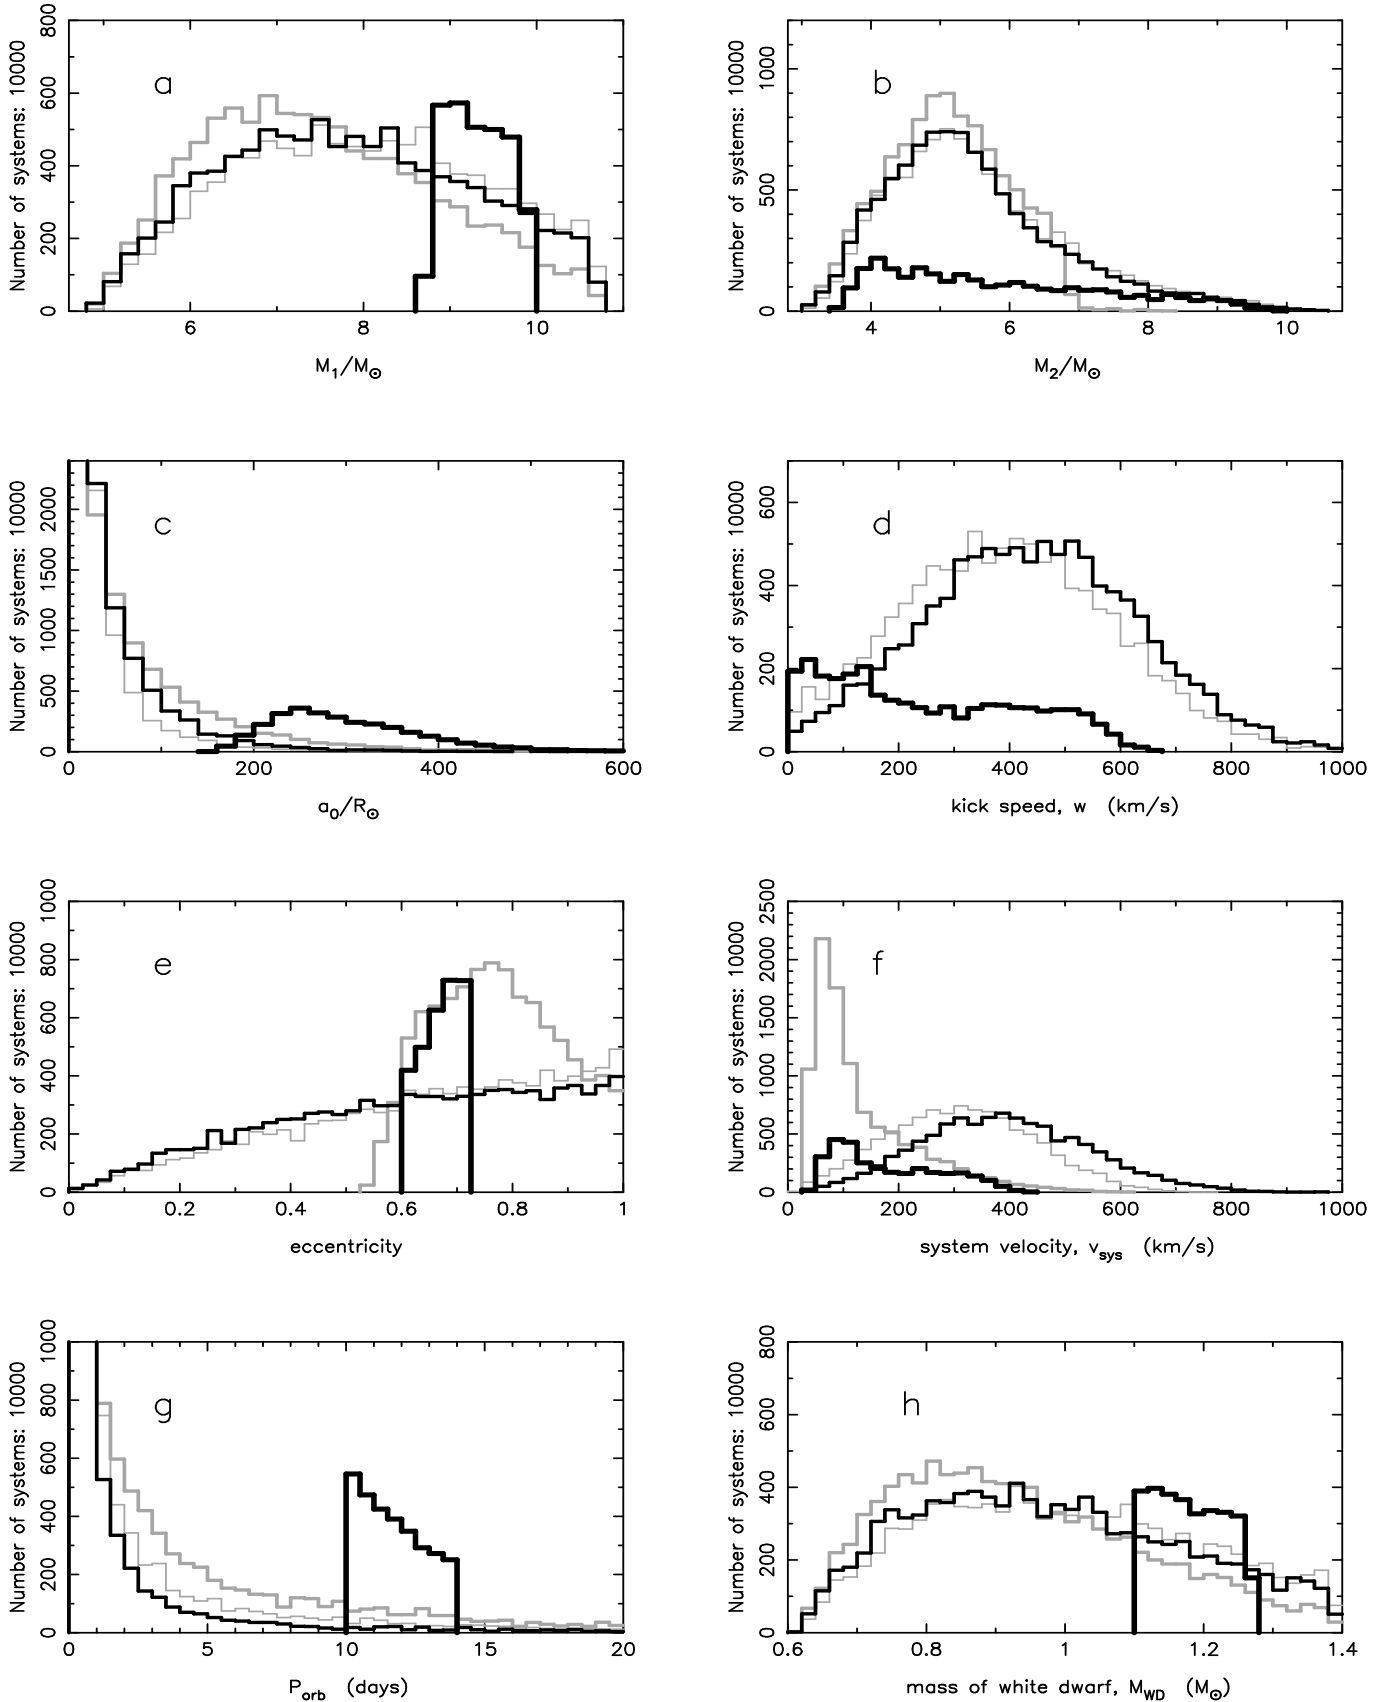 Number of systems: 10000
0 200 400 600 800
a
6 8 10
M1/M⊙
Number of systems: 10000
0 500 1000
b
4 6 8 10
M2/M⊙
Number of systems: 10000
0 500 1000 1500 2000
c
0 200 400 600
a0/R⊙
Number of systems: 10000
0 200 400 600
d
0 200 400 600 800 1000
kick speed, w (km/s)
Number of systems: 10000
0 200 400 600 800 1000
e
0 0.2 0.4 0.6 0.8 1
eccentricity
Number of systems: 10000
0 500 1000 1500 2000 2500
f
0 200 400 600 800 1000
system velocity, vsys (km/s)
Number of systems: 10000
0 200 400 600 800 1000
g
0 5 10 15 20
Porb (days)
Number of systems: 10000
0 200 400 600 800
h
0.6 0.8 1 1.2 1.4
mass of white dwarf, MWD (M⊙)